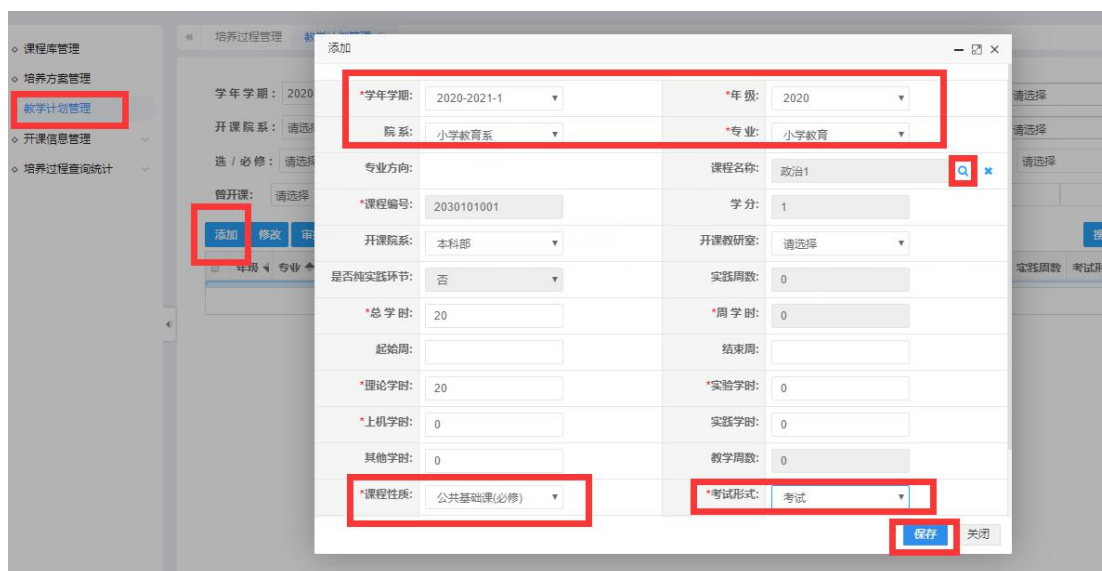 课程库管理
培养方案管理
教学计划管理
开课信息管理
培养过程查询统计
培养过程管理
学年学期: 2020
请选择
开课院系:
请选择
选 / 必修:
请选择
曾开课: 请选择
添加 修改
年级 专业
实践周数
添加
*学年学期: 2020-2021-1 *年 级: 2020
院 系: 小学教育系 *专 业: 小学教育
专业方向: 课程名称: 政治1
*课程编号: 2030101001 学 分: 1
开课院系: 本科部 开课教研室: 请选择
是否纯实践环节: 否 实践周数: 0
*总 学 时: 20 *周 学 时: 0
起始周: 结束周:
*理论学时: 20 *实验学时: 0
*上机学时: 0 实践学时: 0
其他学时: 0 教学周数: 0
*课程性质: 公共基础课(必修) *考试形式: 考试
保存 关闭